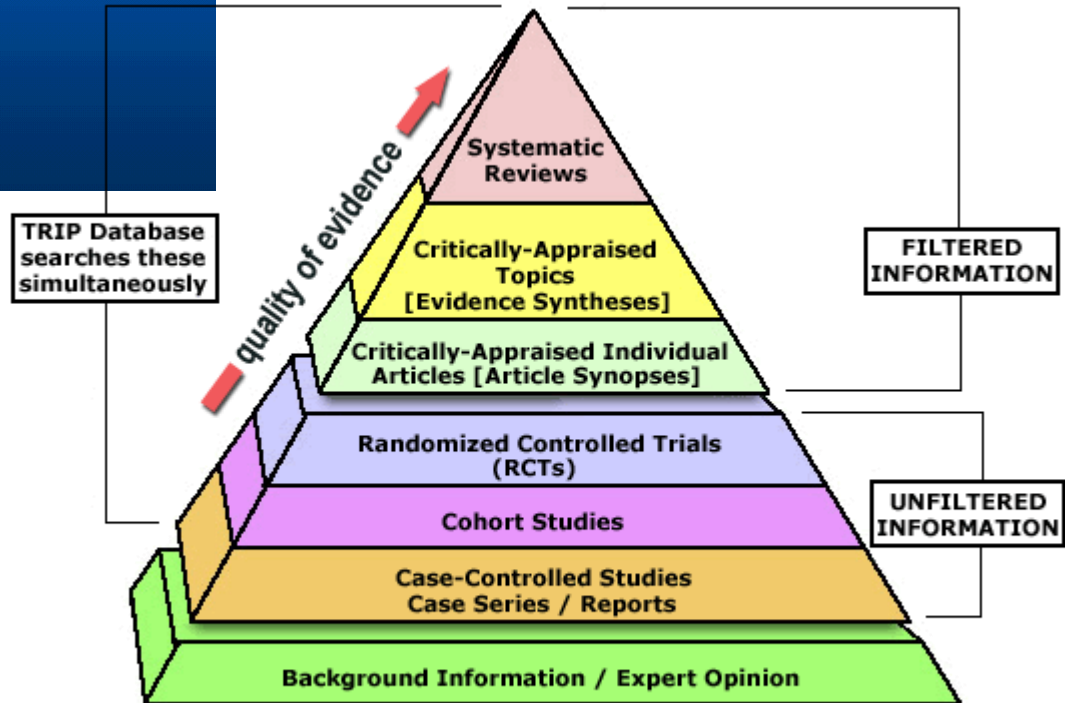 Systematic
Reviews
quality of evidence
TRIP Database
searches these
simultaneously
Critically-Appraised
Topics
[Evidence Syntheses]
FILTERED
INFORMATION
Critically-Appraised Individual
Articles [Article Synopses]
Randomized Controlled Trials
(RCTs)
Cohort Studies
UNFILTERED
INFORMATION
Case-Controlled Studies
Case Series / Reports
Background Information / Expert Opinion